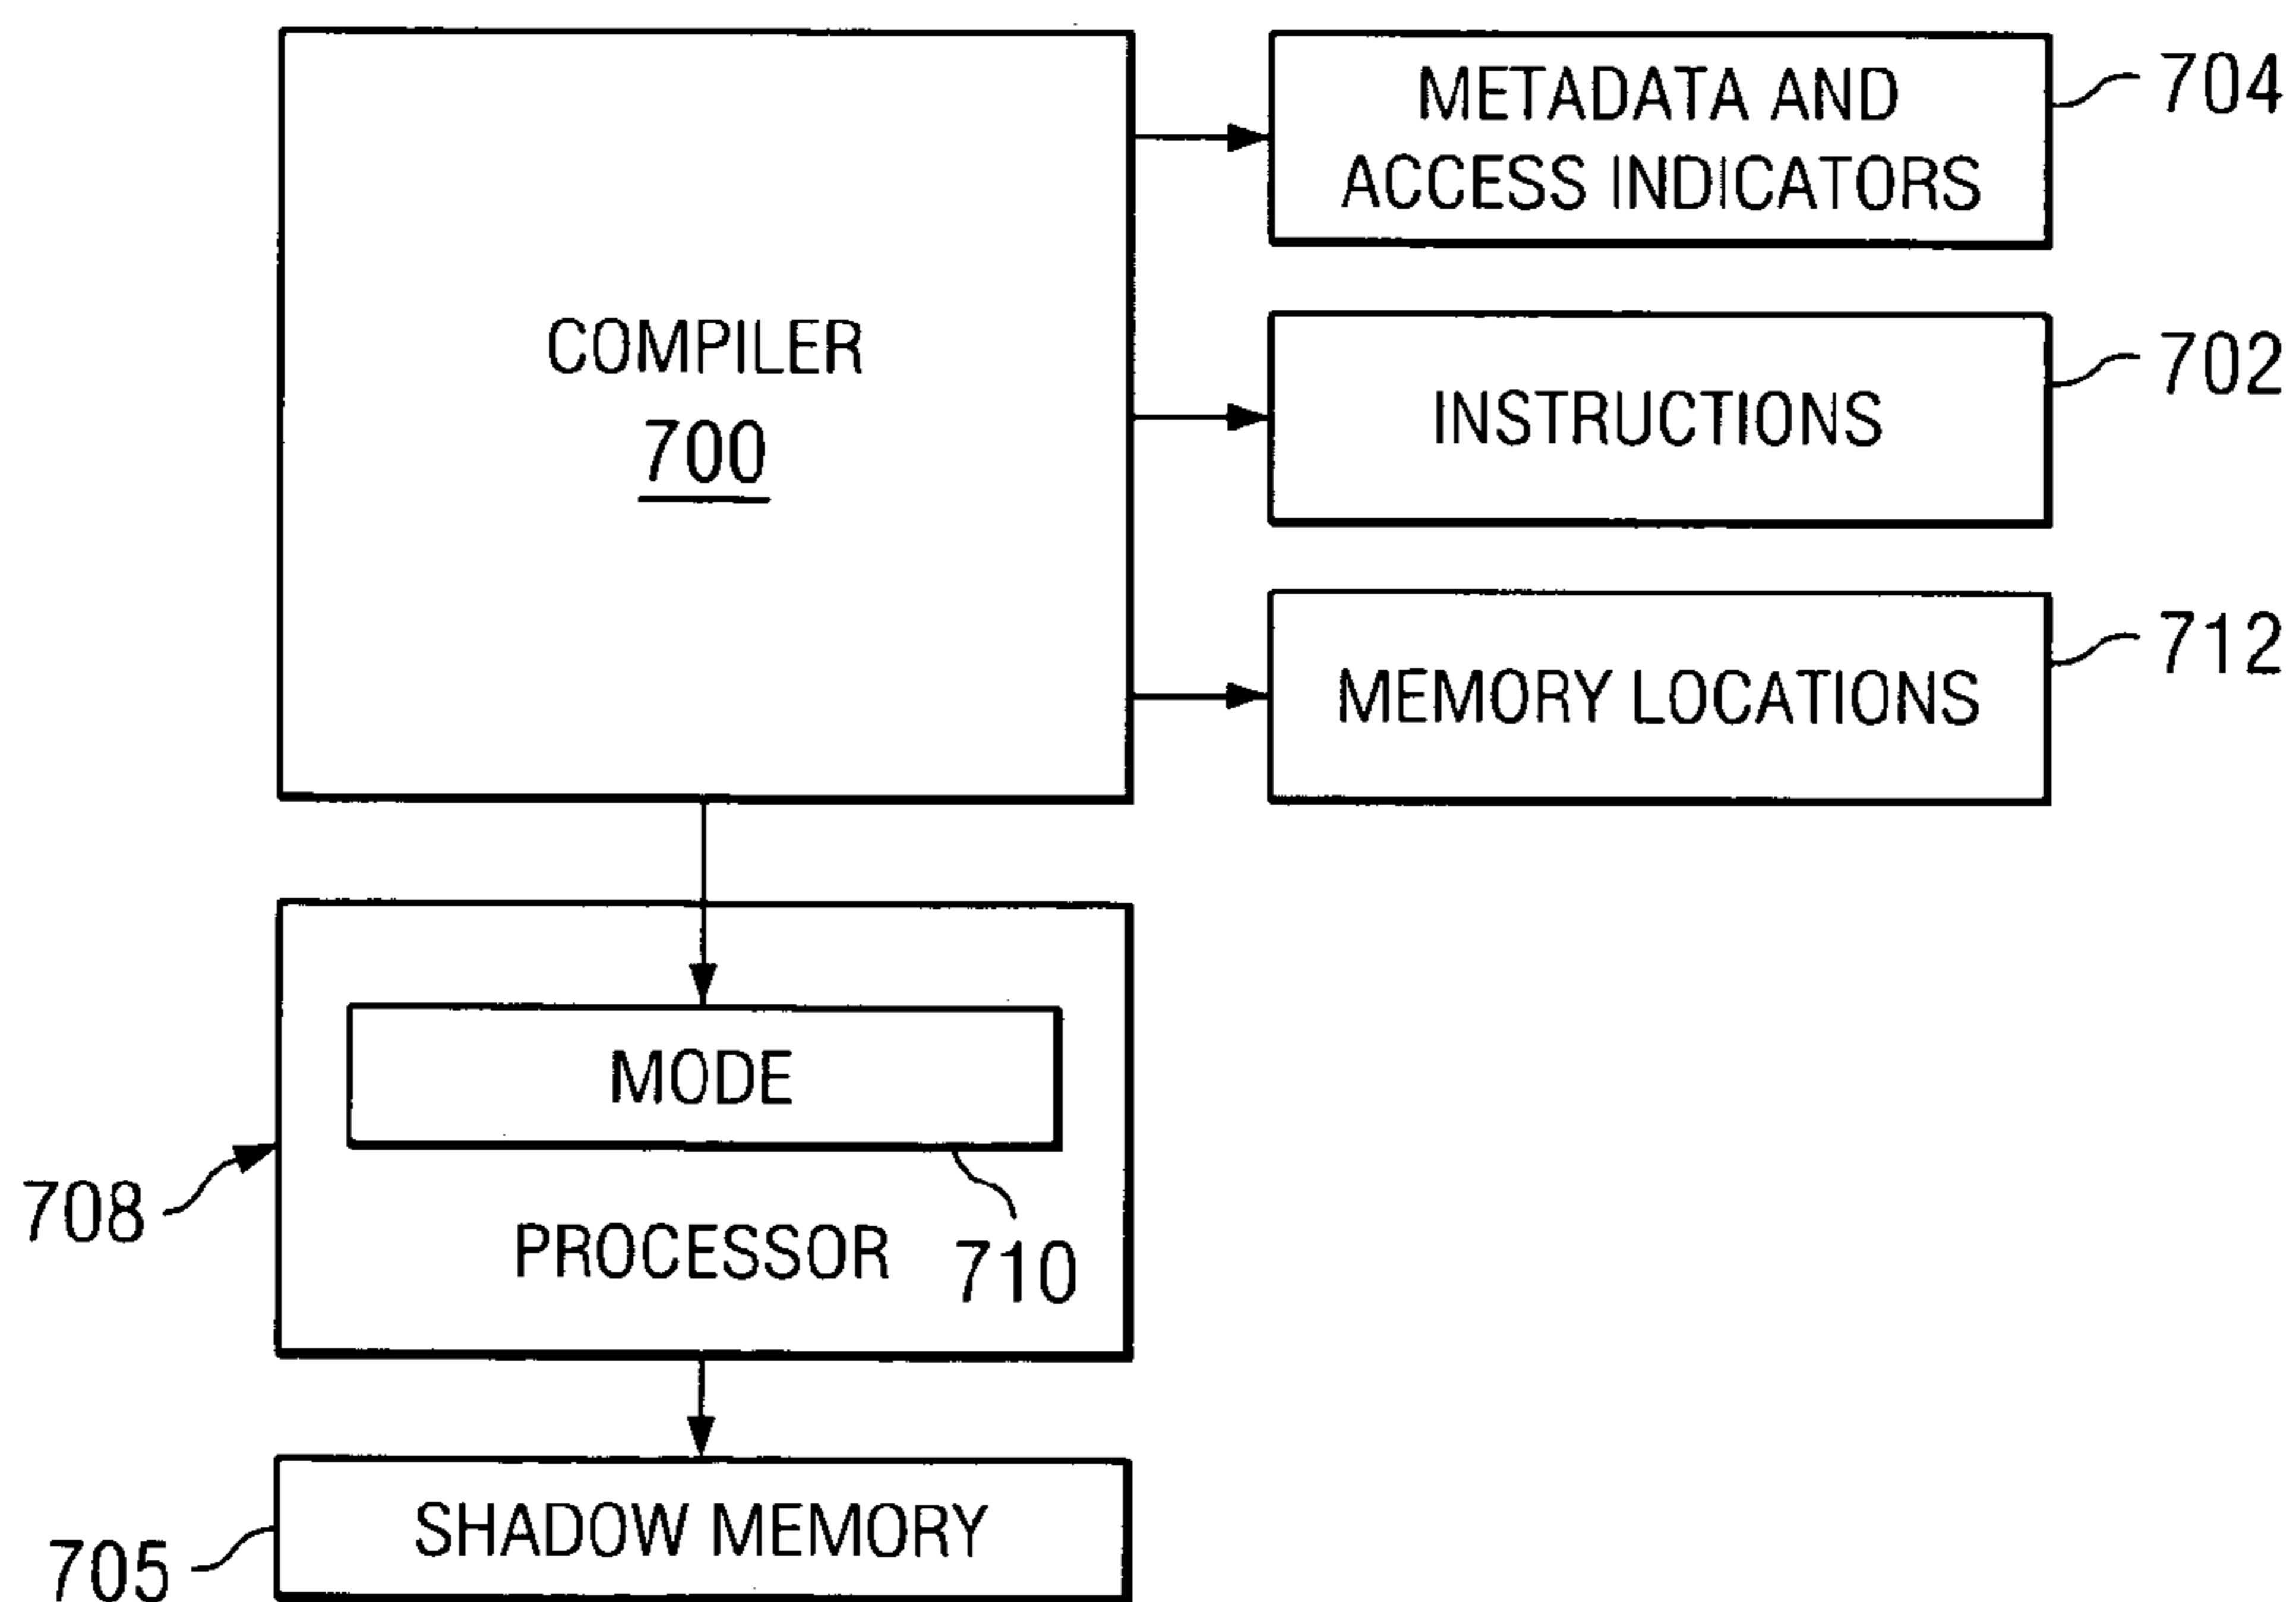 METADATA AND
ACCESS INDICATORS
704
COMPILER
700
INSTRUCTIONS
702
MEMORY LOCATIONS
712
MODE
708
PROCESSOR
710
SHADOW MEMORY
705